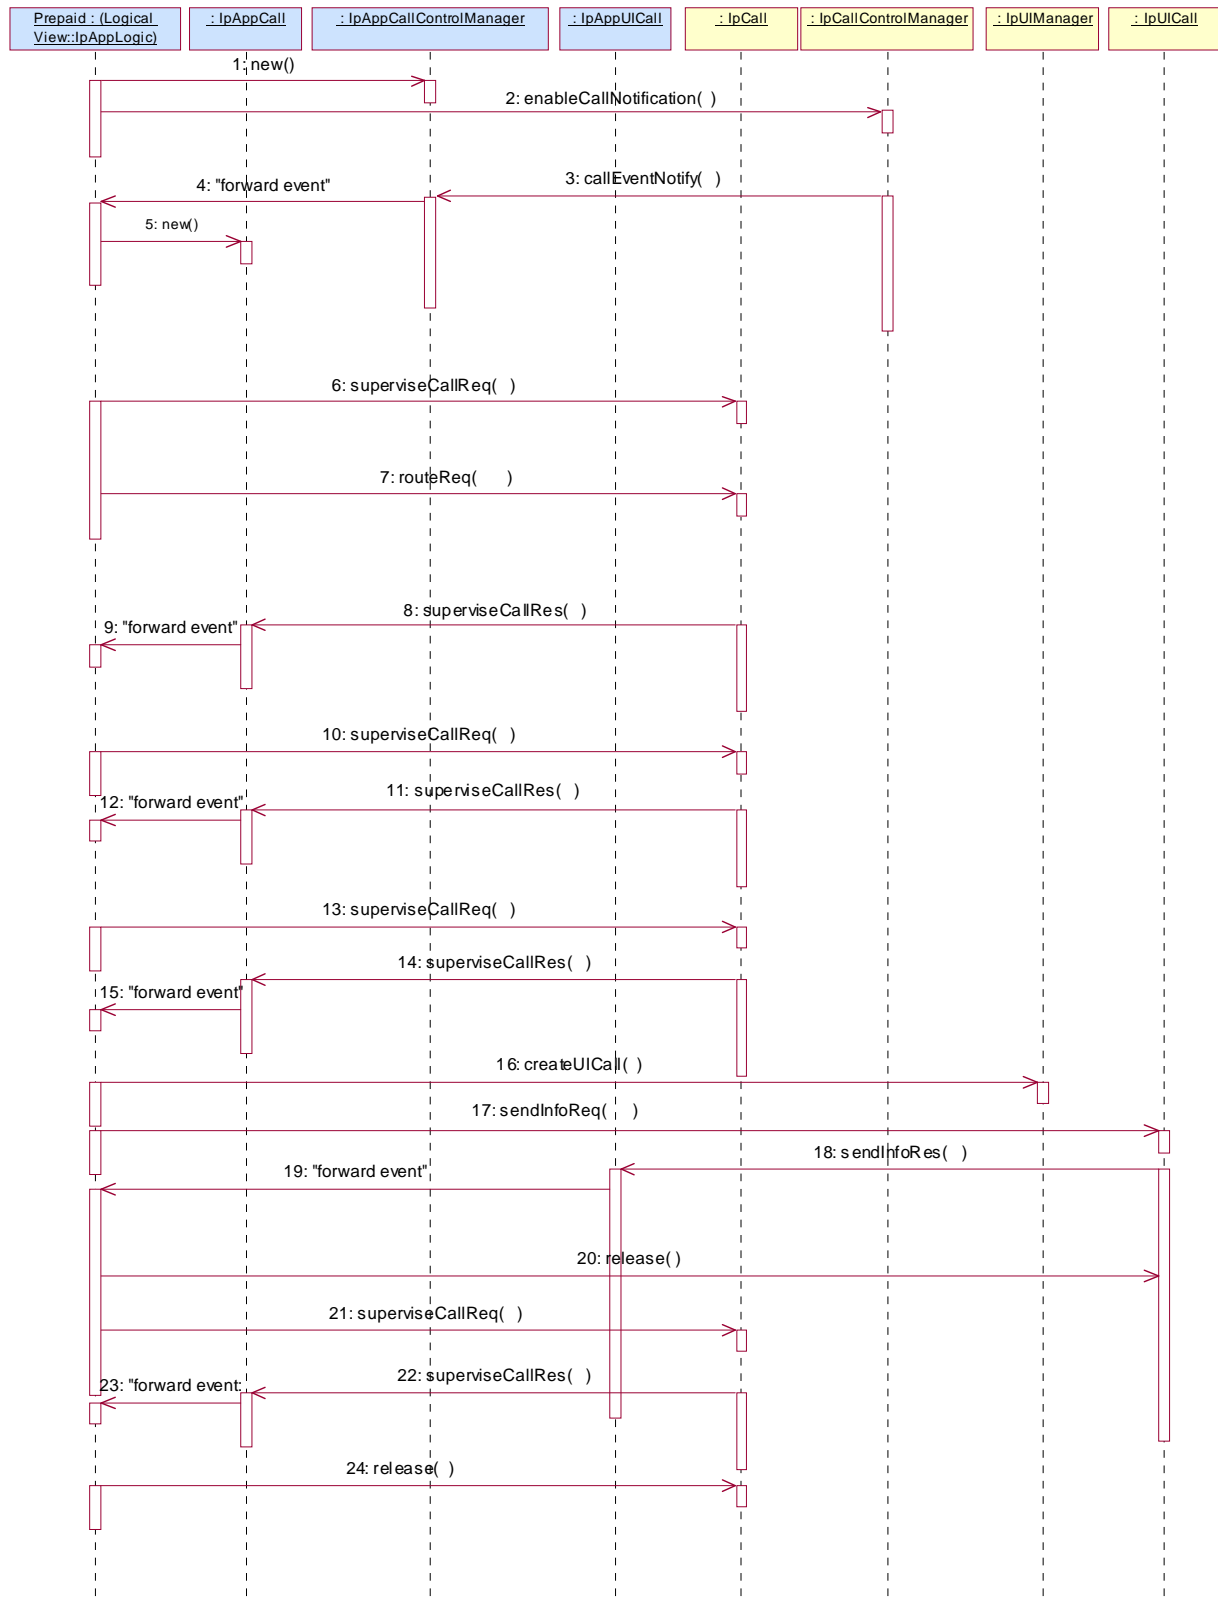 Prepaid : (Logical
View::IpAppLogic)
: IpAppCall
: IpAppCallControlManager
: IpAppUICall
: IpCall
: IpCallControlManager
: IpUIManager
: IpUICall
1: new()
2: enableCallNotification( )
3: callEventNotify( )
4: "forward event"
5: new()
6: superviseCallReq( )
7: routeReq( )
8: superviseCallRes( )
9: "forward event"
10: superviseCallReq( )
11: superviseCallRes( )
12: "forward event"
13: superviseCallReq( )
14: superviseCallRes( )
15: "forward event"
16: createUICall( )
17: sendInfoReq( )
18: sendInfoRes( )
19: "forward event"
20: release( )
21: superviseCallReq( )
22: superviseCallRes( )
23: "forward event:
24: release( )